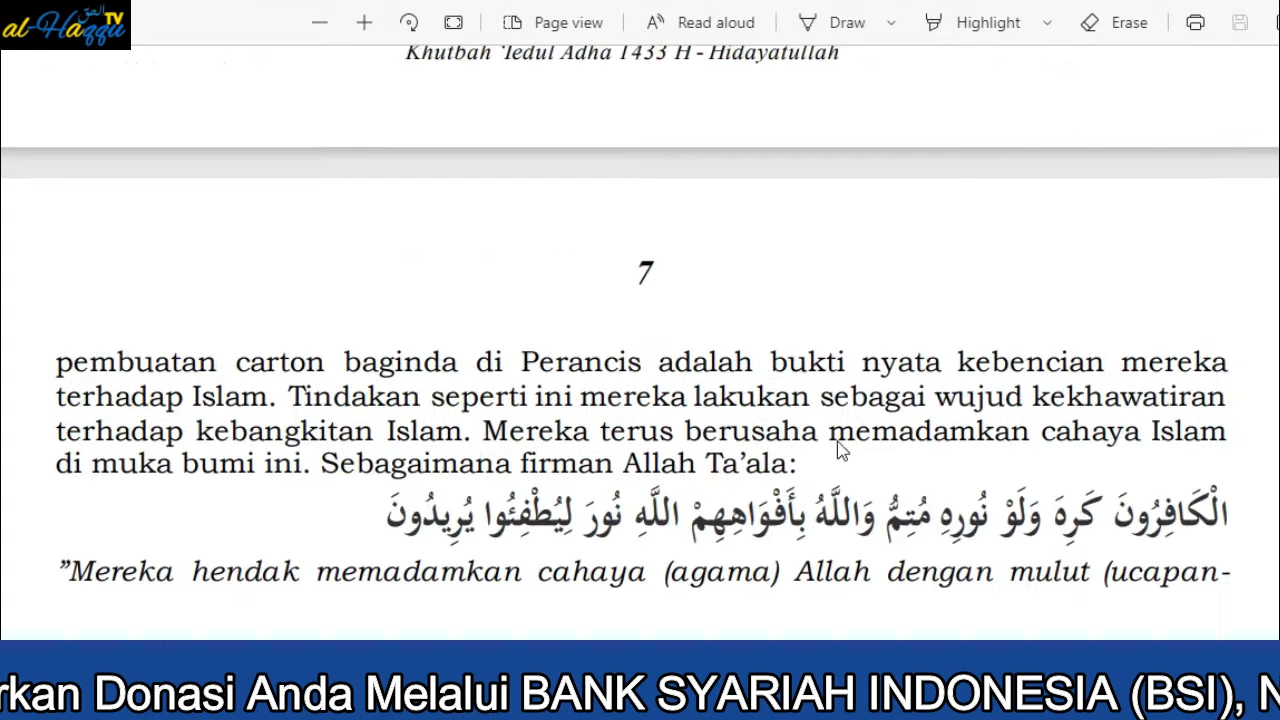 الحق TV
al-Haqqu
Page view
Read aloud
Draw
Highlight
Erase
Khutbah 'Iedul Adha 1433 H - Hidayatullah
7
pembuatan carton baginda di Perancis adalah bukti nyata kebencian mereka
terhadap Islam. Tindakan seperti ini mereka lakukan sebagai wujud kekhawatiran
terhadap kebangkitan Islam. Mereka terus berusaha memadamkan cahaya Islam
di muka bumi ini. Sebagaimana firman Allah Ta’ala:
الْكَافِرُونَ كَرِهَ وَلَوْ نُورِهِ مُتِمُّ وَاللَّهُ بِأَفْوَاهِهِمْ اللَّهِ نُورَ لِيُطْفِئُوا يُرِيدُونَ
”Mereka hendak memadamkan cahaya (agama) Allah dengan mulut (ucapan-
rkan Donasi Anda Melalui BANK SYARIAH INDONESIA (BSI), N